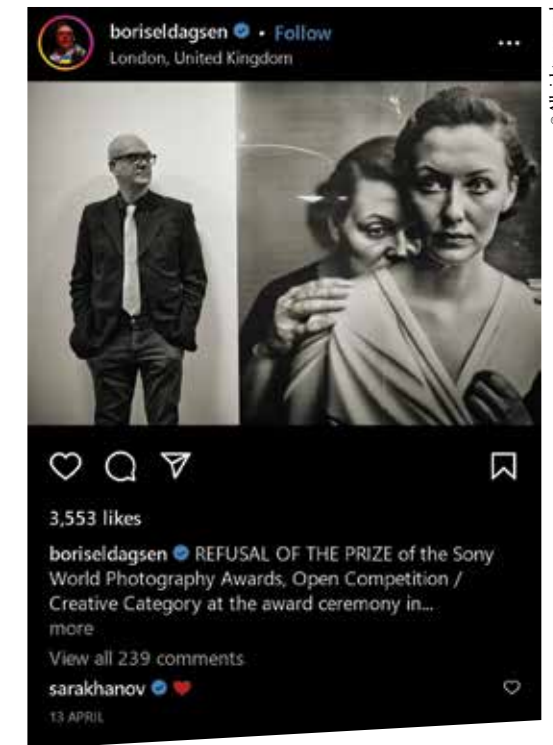 boriseldagsen • Follow
London, United Kingdom
3,553 likes
boriseldagsen REFUSAL OF THE PRIZE of the Sony
World Photography Awards, Open Competition /
Creative Category at the award ceremony in...
more
View all 239 comments
sarakhanov ❤
13 APRIL